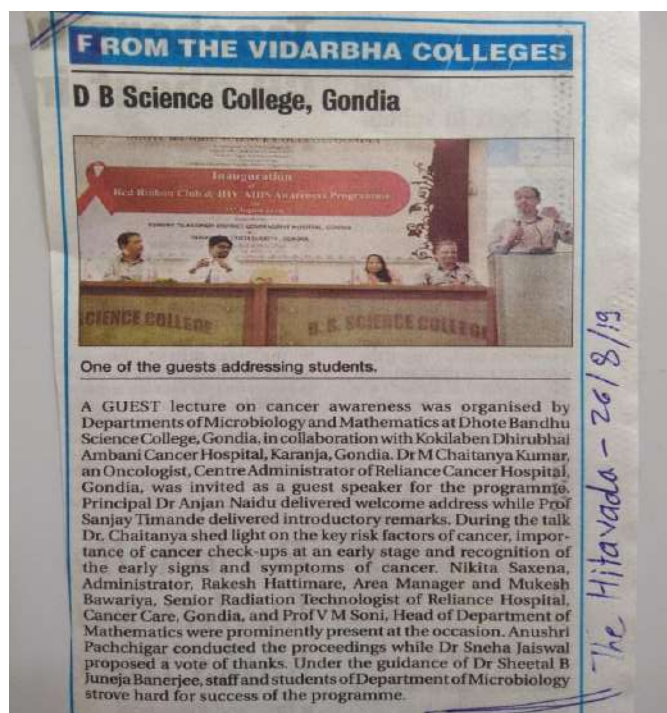 FROM THE VIDARBHA COLLEGES
D B Science College, Gondia
Inauguration
Red Ribbon Club & HIV AIDS Awareness Programme
SCIENCE COLLEGE
D. B. SCIENCE COLLEGE
One of the guests addressing students.
A GUEST lecture on cancer awareness was organised by
Departments of Microbiology and Mathematics at Dhote Bandhu
Science College, Gondia, in collaboration with Kokilaben Dhirubhai
Ambani Cancer Hospital, Karanja, Gondia. Dr M Chaitanya Kumar,
an Oncologist, Centre Administrator of Reliance Cancer Hospital,
Gondia, was invited as a guest speaker for the programme.
Principal Dr Anjan Naidu delivered welcome address while Prof
Sanjay Timande delivered introductory remarks. During the talk
Dr. Chaitanya shed light on the key risk factors of cancer, impor-
tance of cancer check-ups at an early stage and recognition of
the early signs and symptoms of cancer. Nikita Saxena,
Administrator, Rakesh Hattimare, Area Manager and Mukesh
Bawariya, Senior Radiation Technologist of Reliance Hospital,
Cancer Care, Gondia, and Prof V M Soni, Head of Department of
Mathematics were prominently present at the occasion. Anushri
Pachchigar conducted the proceedings while Dr Sneha Jaiswal
proposed a vote of thanks. Under the guidance of Dr Sheetal B
Juneja Banerjee, staff and students of Department of Microbiology
strove hard for success of the programme.
The Hitavada - 26/8/19